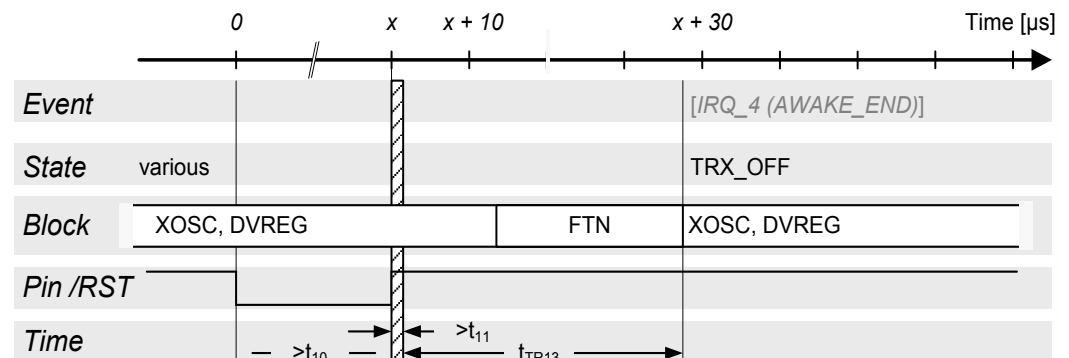 0 x x + 10 x + 30 Time [µs]
Event [IRQ_4 (AWAKE_END)]
State various TRX_OFF
Block XOSC, DVREG FTN XOSC, DVREG
Pin /RST
Time >t10 >t11 tTR13